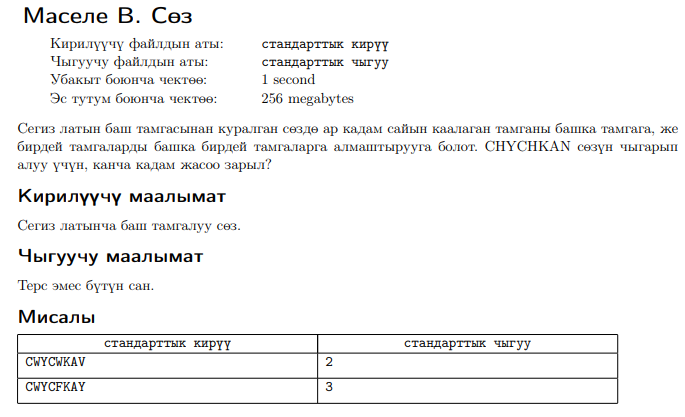 Маселе B. Сөз
Кирилүүчү файлдын аты: стандарттык кирүү
Чыгуучу файлдын аты: стандарттык чыгуу
Убакыт боюнча чектөө: 1 second
Эс тутум боюнча чектөө: 256 megabytes
Сегиз латын баш тамгасынан куралган сөздө ар кадам сайын каалаган тамганы башка тамгага, же
бирдей тамгаларды башка бирдей тамгаларга алмаштырууга болот. CHYCHKAN сөзүн чыгарып
алуу үчүн, канча кадам жасоо зарыл?
Кирилүүчү маалымат
Сегиз латынча баш тамгалуу сөз.
Чыгуучу маалымат
Терс эмес бүтүн сан.
Мисалы
стандарттык кирүү стандарттык чыгуу
CWYCWKAV 2
CWYCFKAY 3